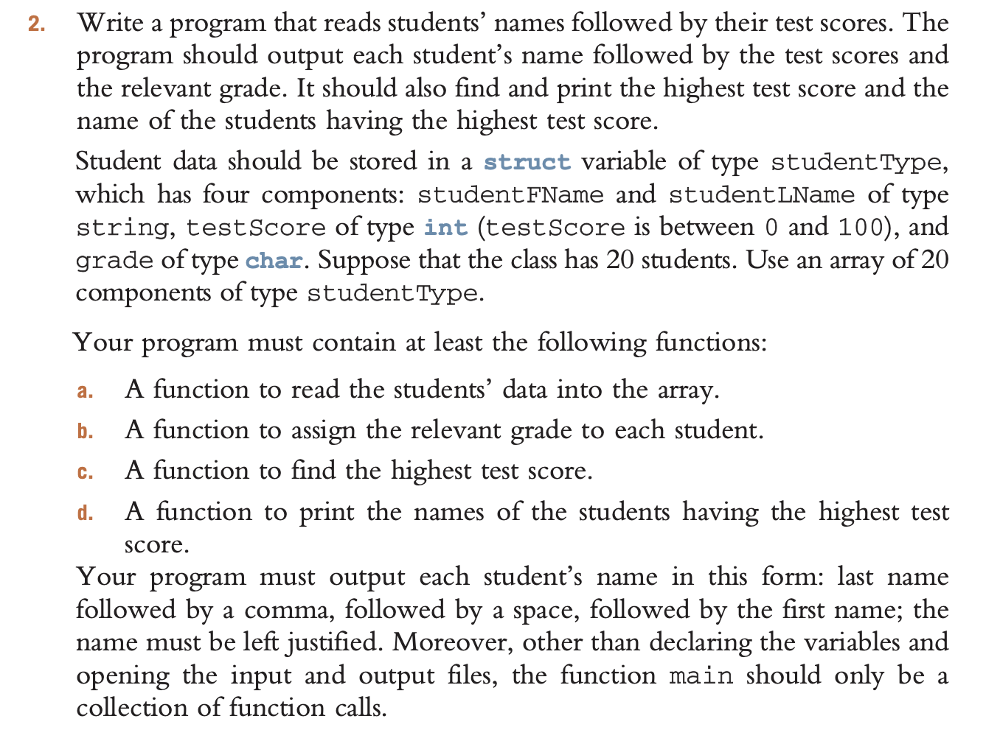 2. Write a program that reads students’ names followed by their test scores. The
program should output each student’s name followed by the test scores and
the relevant grade. It should also find and print the highest test score and the
name of the students having the highest test score.
Student data should be stored in a struct variable of type studentType,
which has four components: studentFName and studentLName of type
string, testScore of type int (testScore is between 0 and 100), and
grade of type char. Suppose that the class has 20 students. Use an array of 20
components of type studentType.
Your program must contain at least the following functions:
a. A function to read the students’ data into the array.
b. A function to assign the relevant grade to each student.
c. A function to find the highest test score.
d. A function to print the names of the students having the highest test
score.
Your program must output each student’s name in this form: last name
followed by a comma, followed by a space, followed by the first name; the
name must be left justified. Moreover, other than declaring the variables and
opening the input and output files, the function main should only be a
collection of function calls.